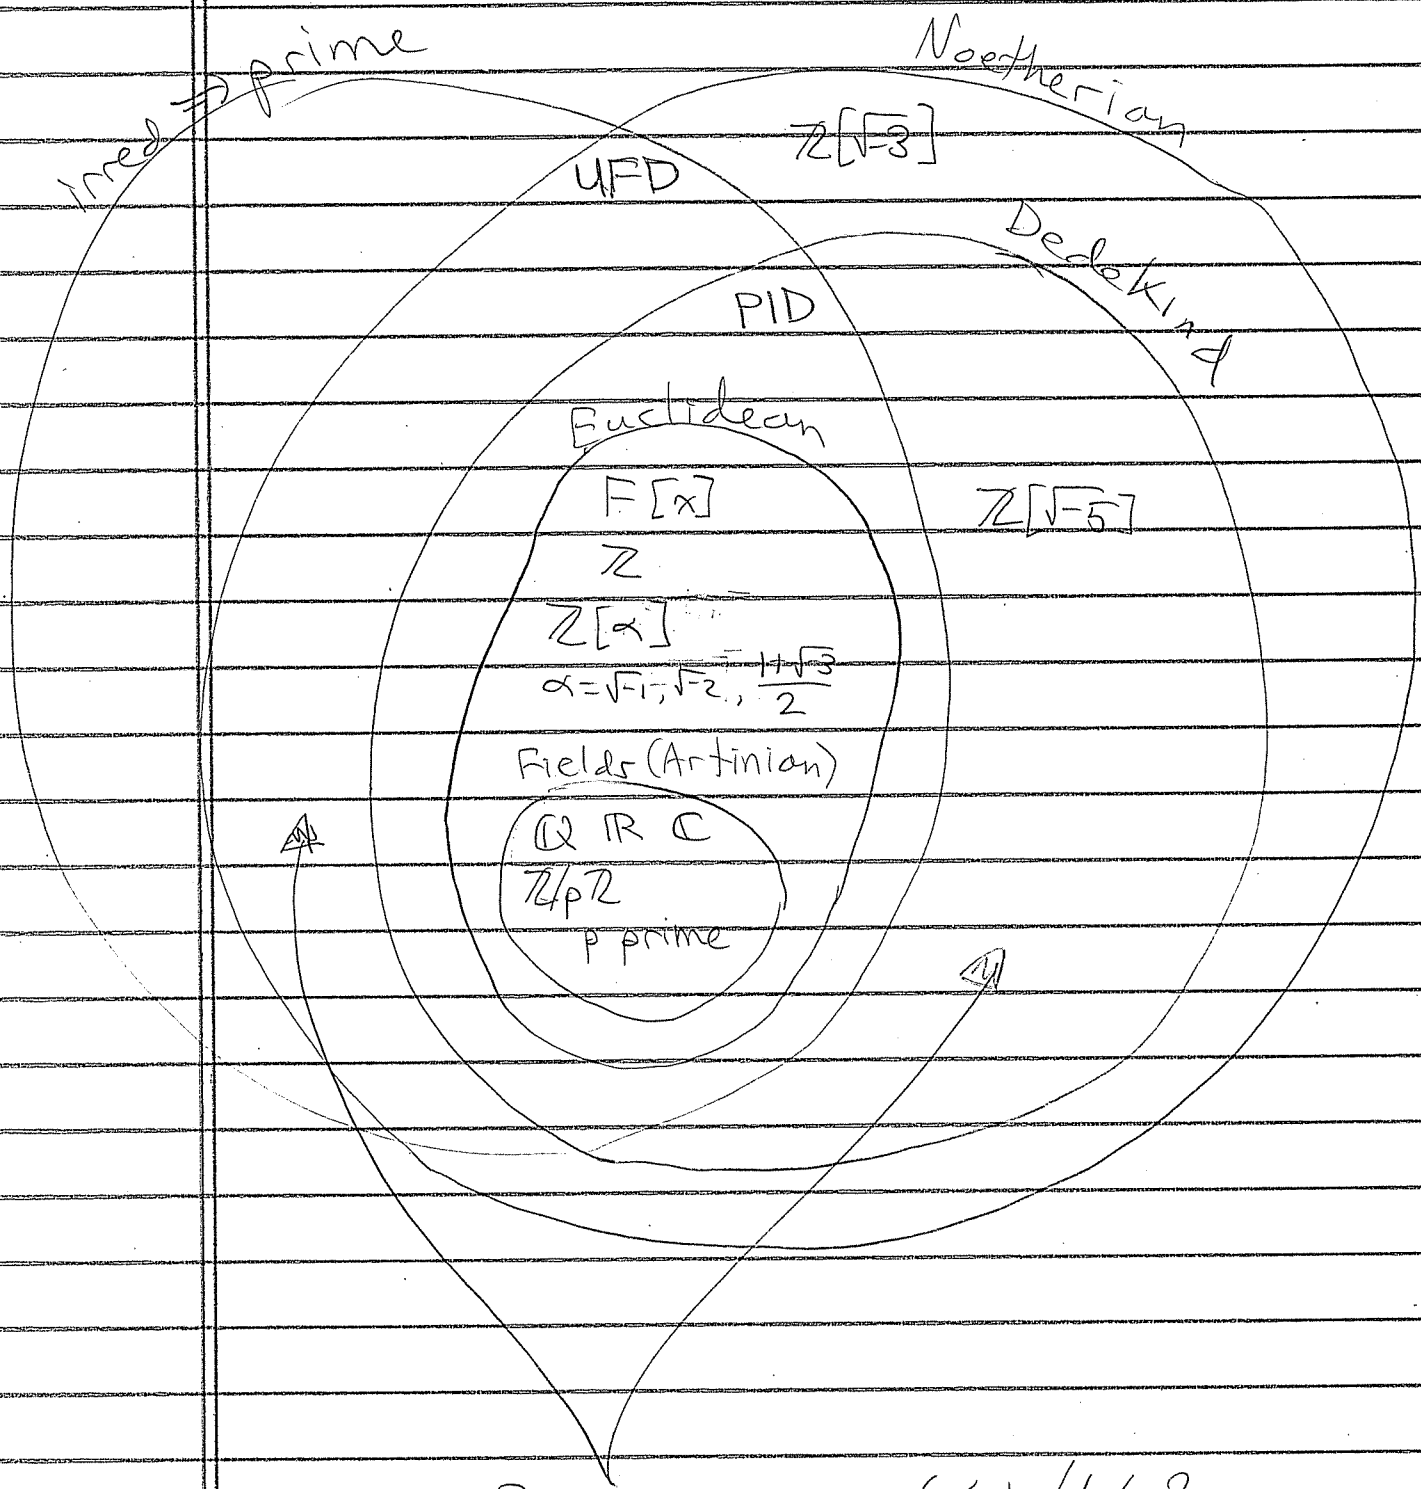 irred ⇒ prime
Noetherian
ℤ[√-3]
UFD
Dedekind
PID
Euclidean
F[x]
ℤ[√-5]
ℤ
ℤ[α]
α=√-1, √-2, (1+√-3)/2
Fields (Artinian)
ℚ ℝ ℂ
ℤ/pℤ
p prime